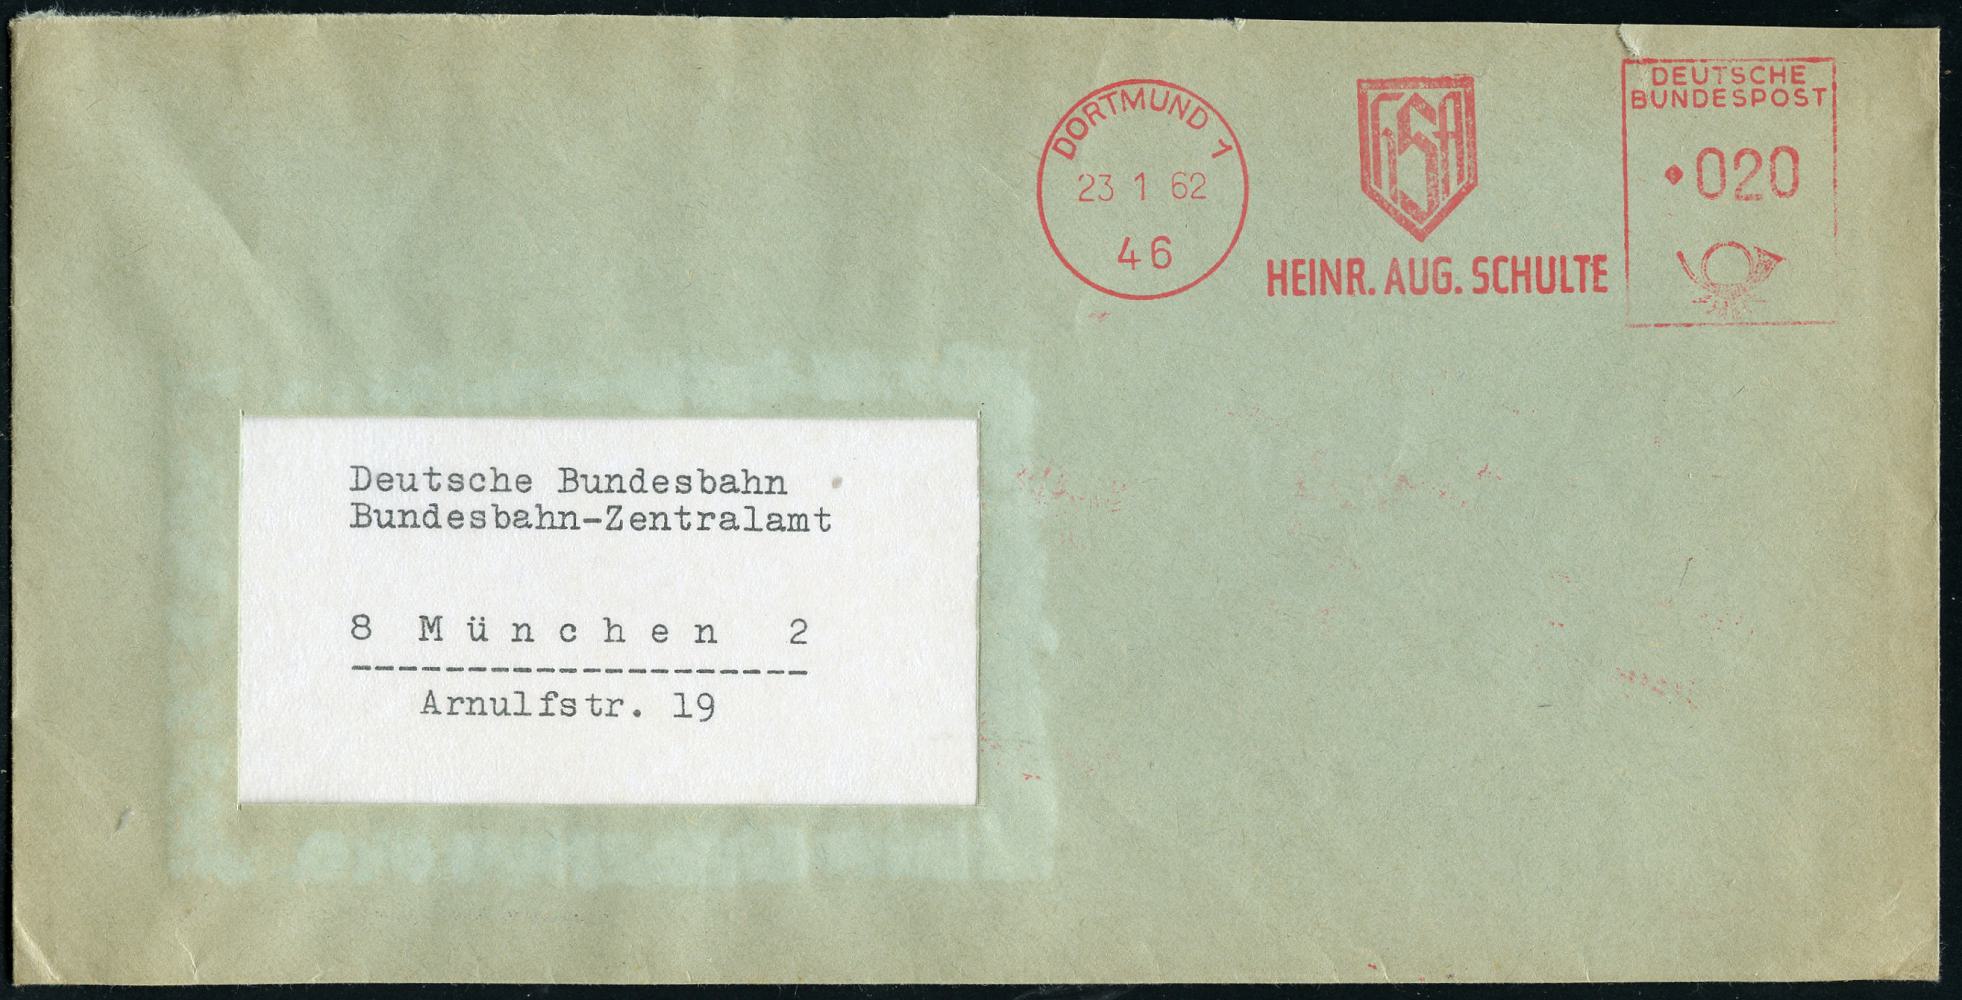 DORTMUND 1
23 1 62
46
HSA
HEINR. AUG. SCHULTE
DEUTSCHE
BUNDESPOST
020
Deutsche Bundesbahn
Bundesbahn-Zentralamt
8 München 2
Arnulfstr. 19